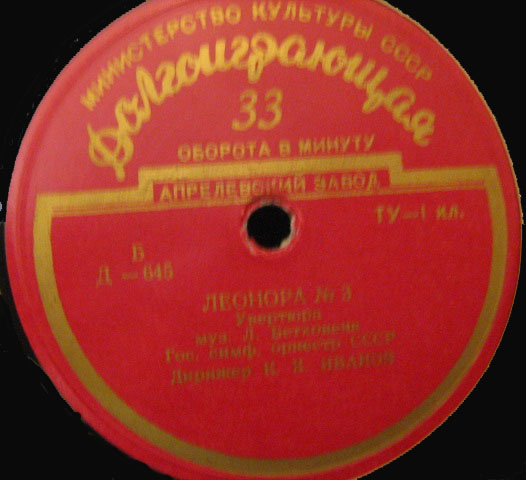 МИНИСТЕРСТВО КУЛЬТУРЫ СССР
Долгоиграющая
33
ОБОРОТА В МИНУТУ
АПРЕЛЕВСКИЙ ЗАВОД
ТУ—1 кл.
Б
Д—645
ЛЕОНОРА № 3
Увертюра
муз. Л. Бетховена
Гос. симф. оркестр СССР
Дирижер К. К. ИВАНОВ